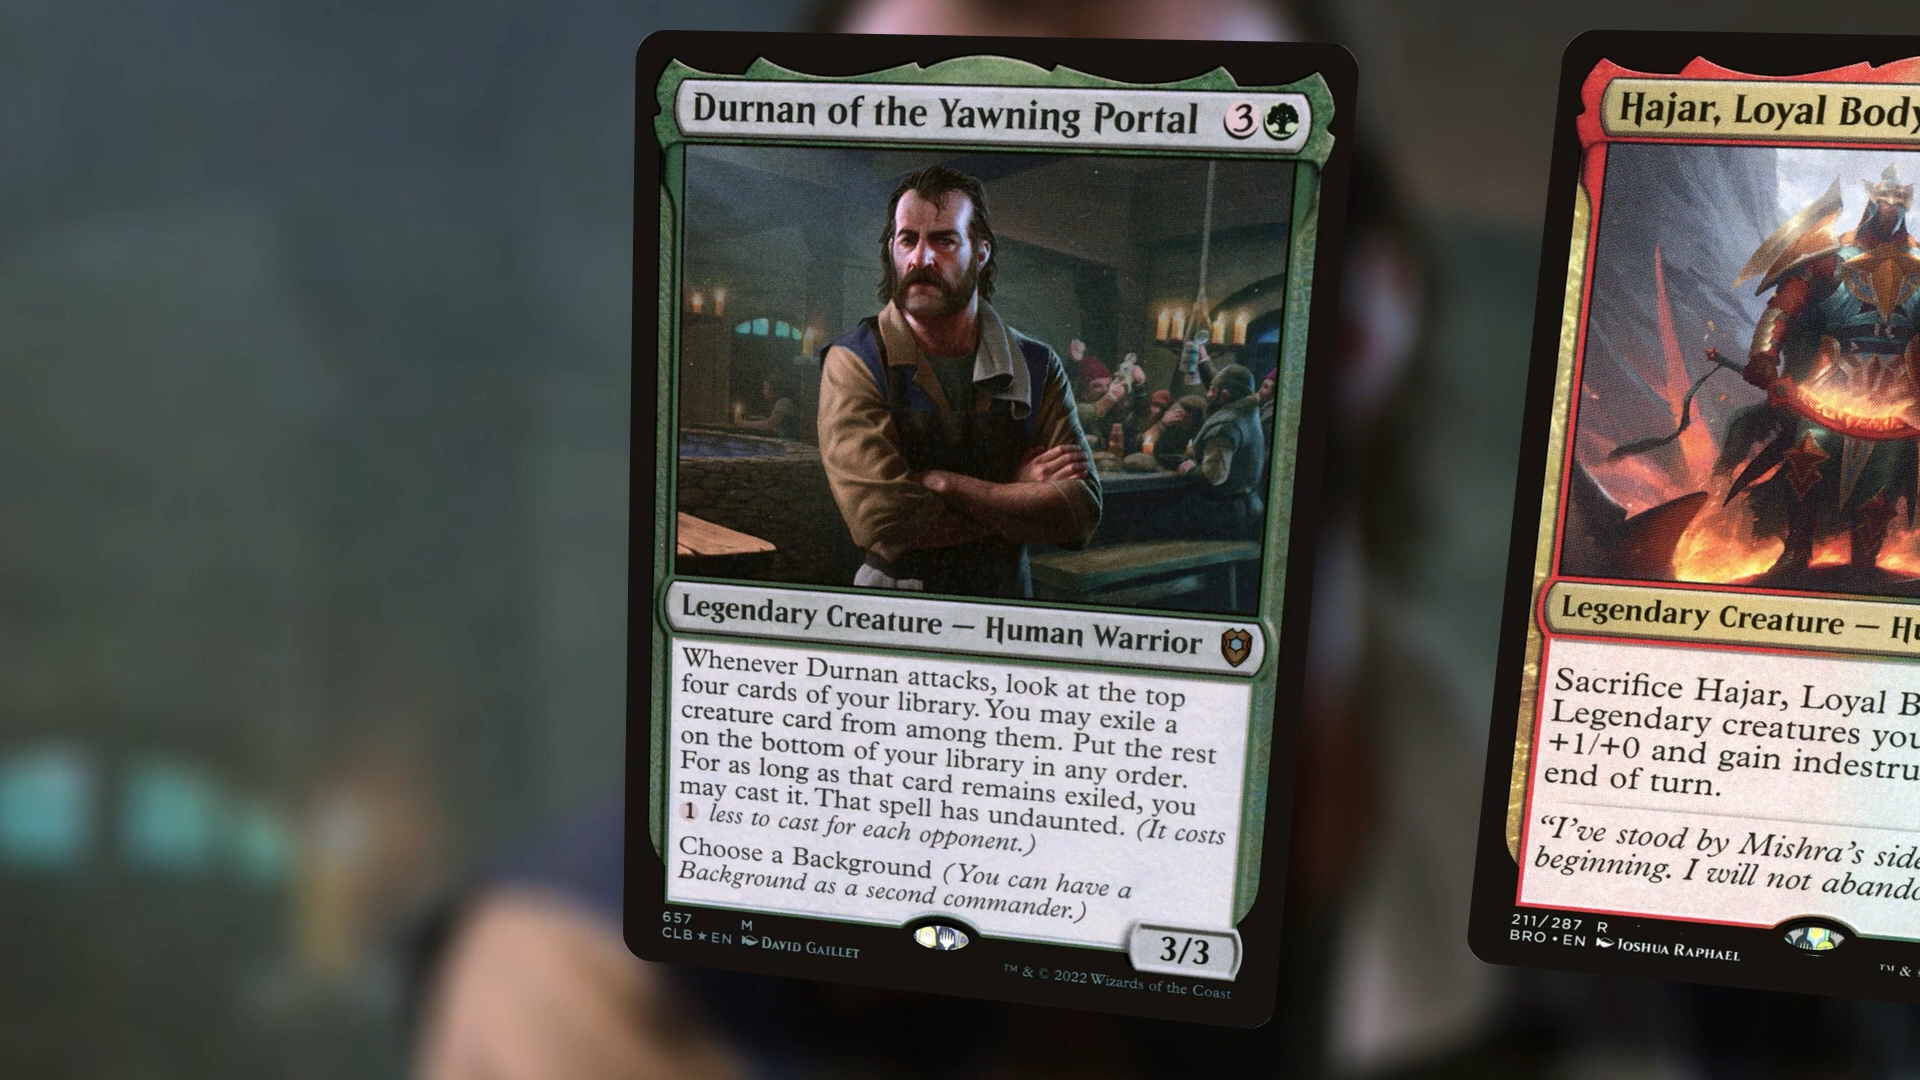 Durnan of the Yawning Portal 3
Legendary Creature — Human Warrior
Whenever Durnan attacks, look at the top
four cards of your library. You may exile a
creature card from among them. Put the rest
on the bottom of your library in any order.
For as long as that card remains exiled, you
may cast it. That spell has undaunted. (It costs
1 less to cast for each opponent.)
Choose a Background (You can have a
Background as a second commander.)
3/3
657 M
CLB ★ EN DAVID GAILLET
™ & © 2022 Wizards of the Coast
Hajar, Loyal Body
Legendary Creature — Hu
Sacrifice Hajar, Loyal B
Legendary creatures you
+1/+0 and gain indestru
end of turn.
“I’ve stood by Mishra’s side
beginning. I will not abando
211/287 R
BRO • EN JOSHUA RAPHAEL
™ &